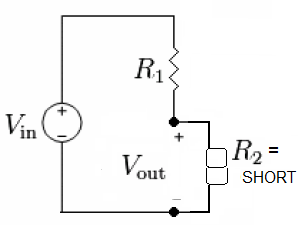 R1
+
Vin
−
+
R2 =
Vout
SHORT
−